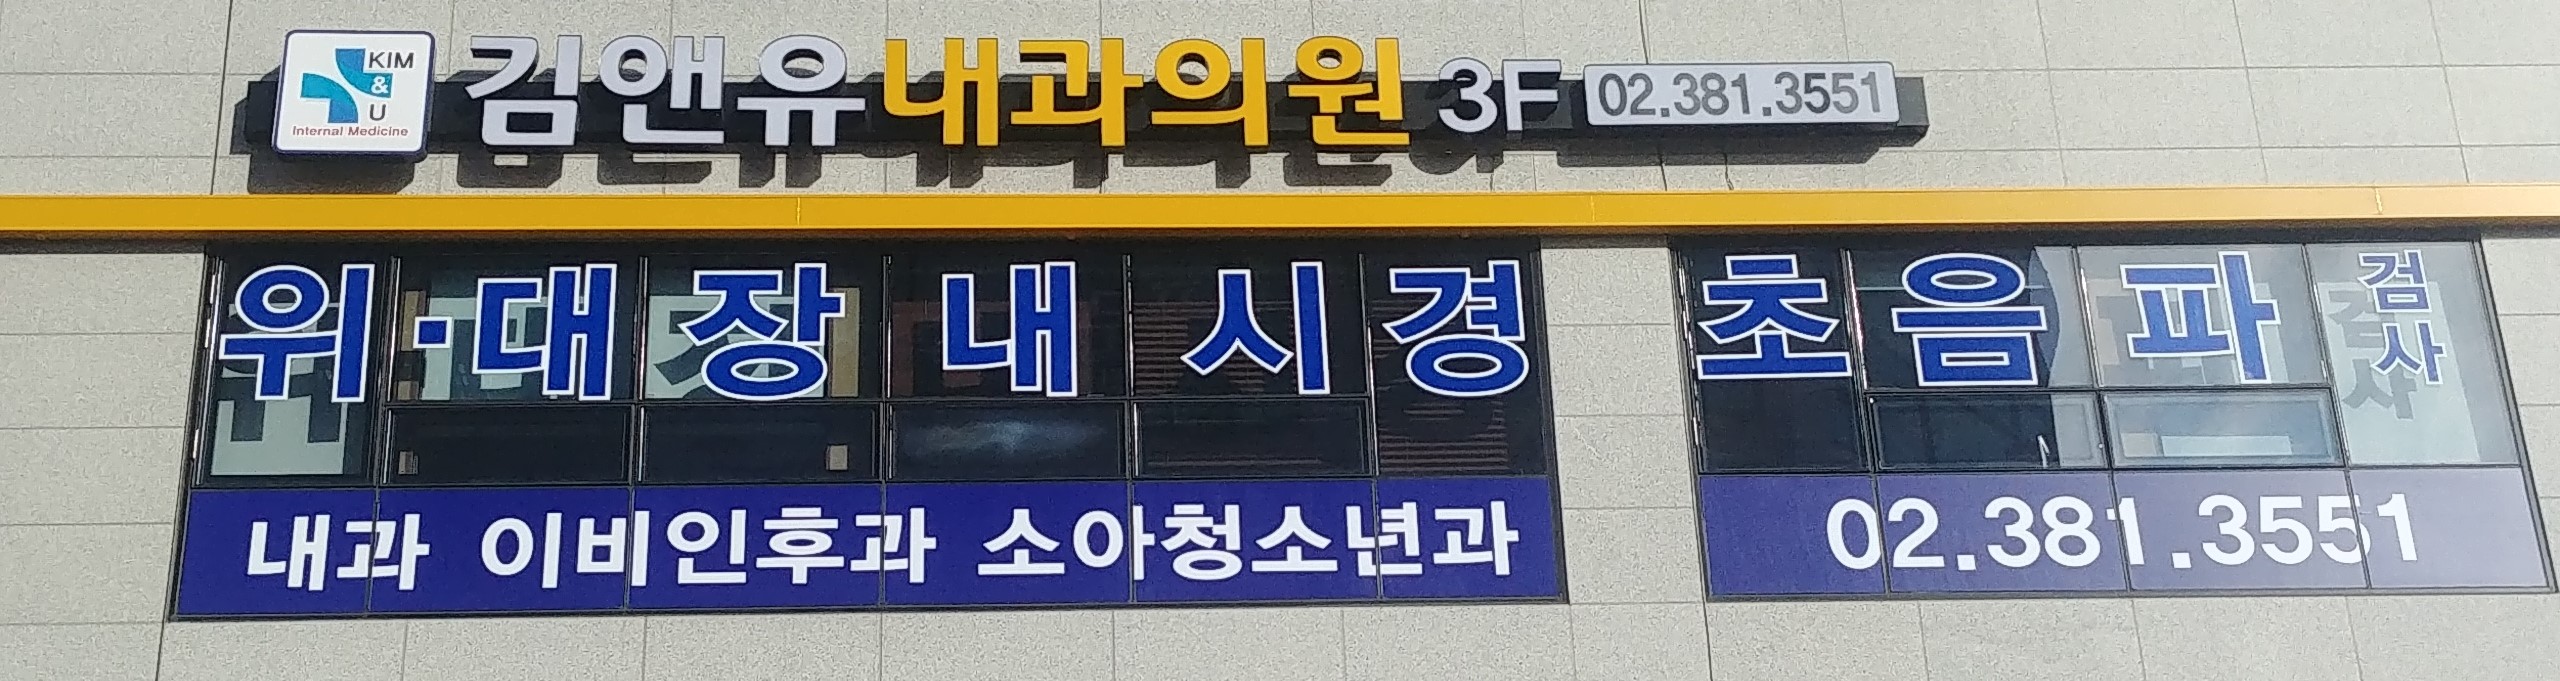 KIM
&
U
Internal Medicine
김앤유내과의원 3F 02.381.3551
위·대장내시경 초음파 검사
내과 이비인후과 소아청소년과 02.381.3551